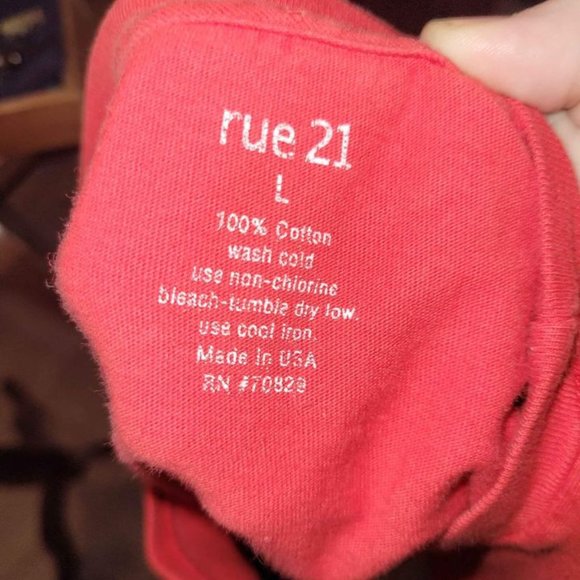 rue 21
L
100% Cotton
wash cold
use non-chlorine
bleach-tumble dry low.
use cool iron.
Made in USA
RN #70829